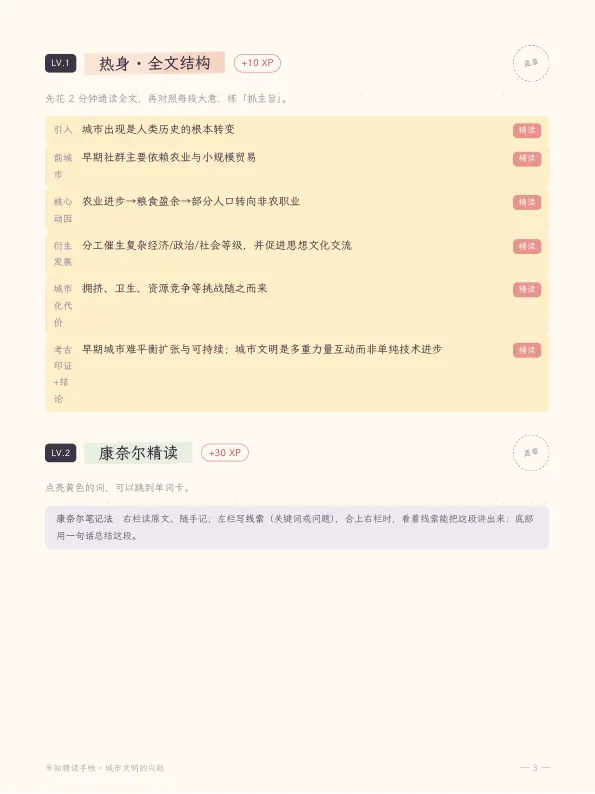 LV.1 热身·全文结构 +10 XP 盖章
先花 2 分钟通读全文，再对照每段大意，练「抓主旨」。
引入 城市出现是人类历史的根本转变 精读
前城 早期社群主要依赖农业与小规模贸易 精读
市
核心 农业进步→粮食盈余→部分人口转向非农职业 精读
动因
衍生 分工催生复杂经济/政治/社会等级，并促进思想文化交流 精读
发展
城市 拥挤、卫生、资源竞争等挑战随之而来 精读
化代
价
考古 早期城市难平衡扩张与可持续；城市文明是多重力量互动而非单纯技术进步 精读
印证
+结
论
LV.2 康奈尔精读 +30 XP 盖章
点亮黄色的词，可以跳到单词卡。
康奈尔笔记法 右栏读原文、随手记；左栏写线索（关键词或问题），合上右栏时，看着线索能把这段讲出来；底部
用一句话总结这段。
羊知精读手帐·城市文明的兴起 — 3 —